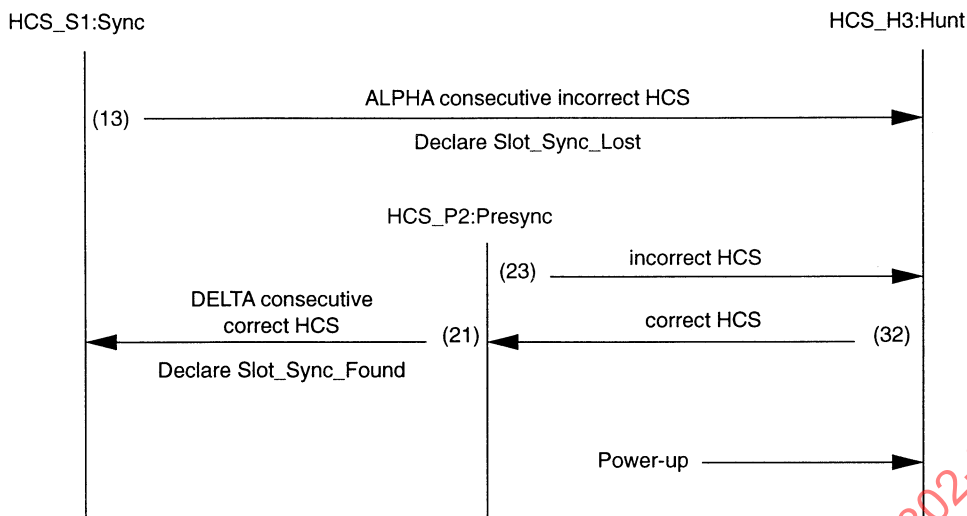 HCS_S1:Sync
HCS_H3:Hunt
ALPHA consecutive incorrect HCS
(13)
Declare Slot_Sync_Lost
HCS_P2:Presync
incorrect HCS
(23)
DELTA consecutive
correct HCS
(21)
correct HCS
(32)
Declare Slot_Sync_Found
Power-up